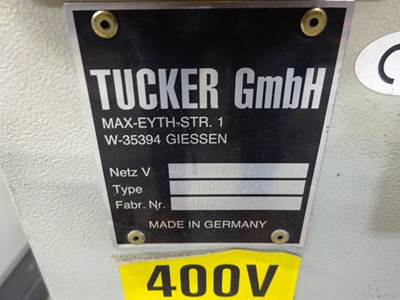 TUCKER GmbH
MAX-EYTH-STR. 1
W-35394 GIESSEN
Netz V
Type
Fabr. Nr.
MADE IN GERMANY
400V